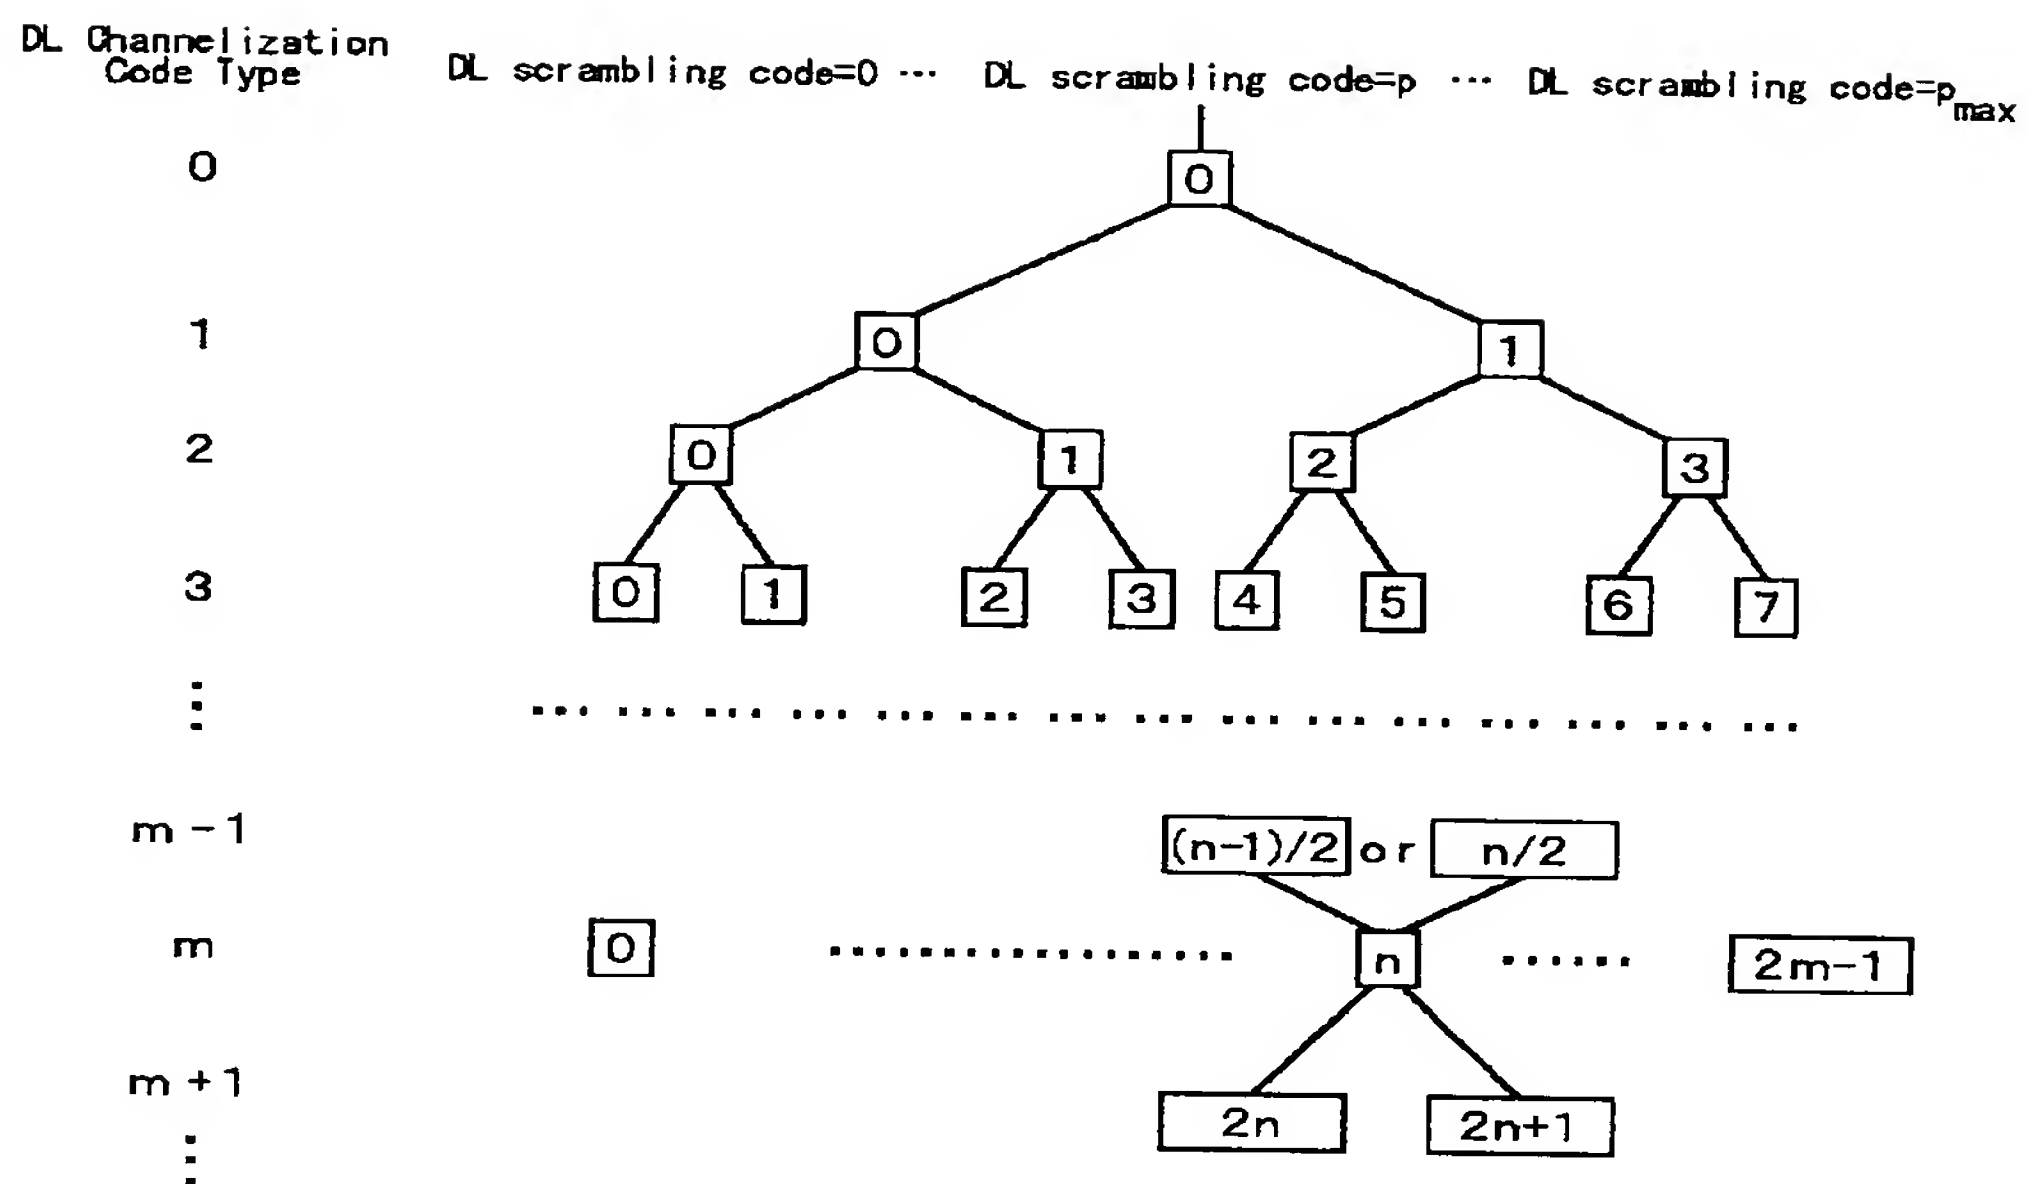 DL Channelization
Code Type
DL scrambling code=0 ··· DL scrambling code=p ··· DL scrambling code=pmax
0 0
1 0 1
2 0 1 2 3
3 0 1 2 3 4 5 6 7
m-1 (n-1)/2 or n/2
m 0 n 2m-1
m+1 2n 2n+1